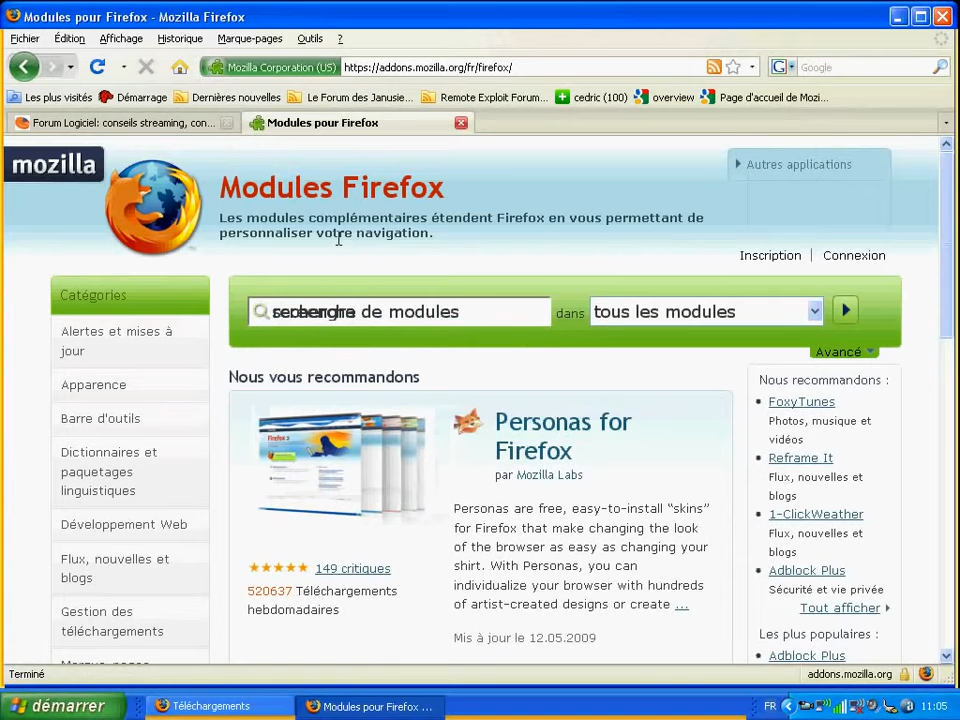 Modules pour Firefox - Mozilla Firefox
Fichier Édition Affichage Historique Marque-pages Outils ?
Mozilla Corporation (US) https://addons.mozilla.org/fr/firefox/ Google
Les plus visités Démarrage Dernières nouvelles Le Forum des Janusie... Remote Exploit Forum... cedric (100) overview Page d'accueil de Mozi...
Forum Logiciel: conseils streaming, con... Modules pour Firefox
mozilla
Autres applications
Modules Firefox
Les modules complémentaires étendent Firefox en vous permettant de
personnaliser votre navigation.
Inscription | Connexion
Catégories
Alertes et mises à
jour
Apparence
Barre d'outils
Dictionnaires et
paquetages
linguistiques
Développement Web
Flux, nouvelles et
blogs
Gestion des
téléchargements
de modules dans tous les modules
Avancé
Nous vous recommandons
Personas for
Firefox
par Mozilla Labs
Personas are free, easy-to-install “skins”
for Firefox that make changing the look
of the browser as easy as changing your
shirt. With Personas, you can
individualize your browser with hundreds
of artist-created designs or create ...
149 critiques
520637 Téléchargements
hebdomadaires
Mis à jour le 12.05.2009
Nous recommandons :
FoxyTunes
Photos, musique et
vidéos
Reframe It
Flux, nouvelles et
blogs
1-ClickWeather
Flux, nouvelles et
blogs
Adblock Plus
Sécurité et vie privée
Tout afficher
Les plus populaires :
Adblock Plus
Terminé addons.mozilla.org
démarrer Téléchargements Modules pour Firefox ... FR 11:05